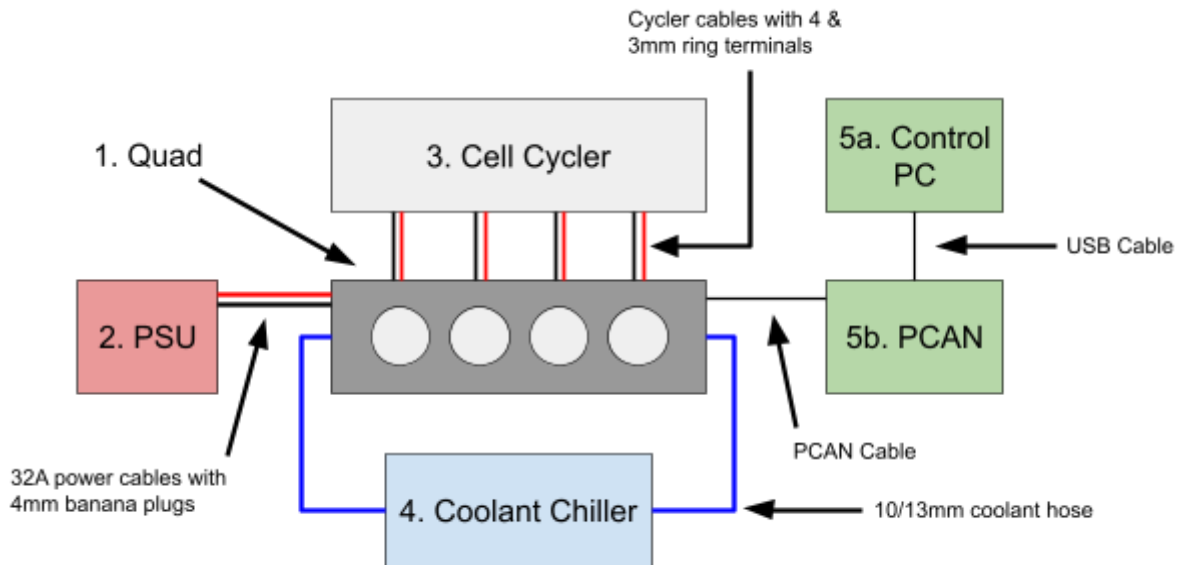 Cycler cables with 4 &
3mm ring terminals
1. Quad
3. Cell Cycler
5a. Control
PC
USB Cable
2. PSU
5b. PCAN
PCAN Cable
32A power cables with
4mm banana plugs
4. Coolant Chiller
10/13mm coolant hose